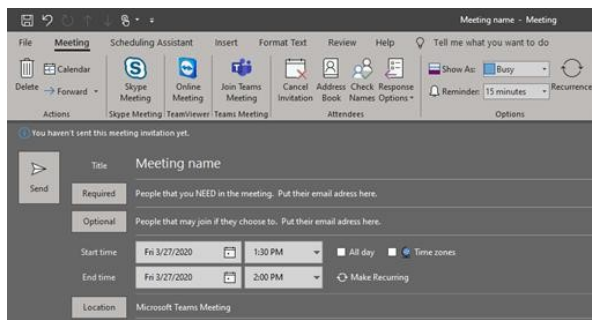 Meeting name - Meeting
File Meeting Scheduling Assistant Insert Format Text Review Help Tell me what you want to do
Delete Calendar Forward Skype Meeting Online Meeting Join Teams Meeting Cancel Invitation Address Book Check Names Response Options Show As: Busy Reminder: 15 minutes Recurrence
Actions Skype Meeting TeamViewer Teams Meeting Attendees Options
You haven't sent this meeting invitation yet.
Send
Title Meeting name
Required People that you NEED in the meeting. Put their email adress here.
Optional People that may join if they choose to. Put their email adress here.
Start time Fri 3/27/2020 1:30 PM All day Time zones
End time Fri 3/27/2020 2:00 PM Make Recurring
Location Microsoft Teams Meeting